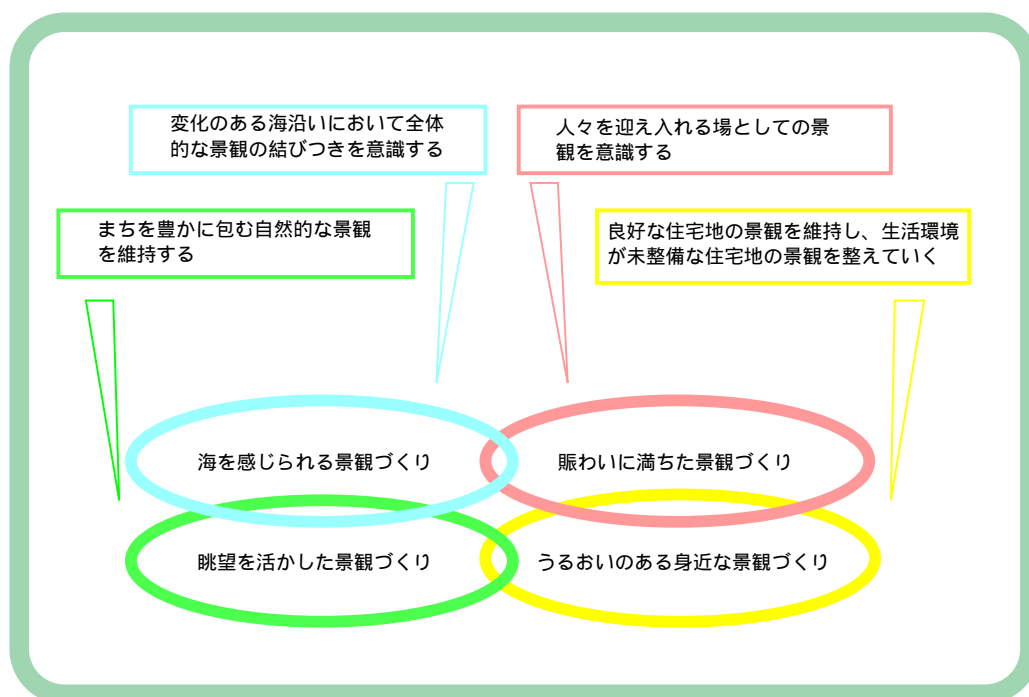 変化のある海沿いにおいて全体
的な景観の結びつきを意識する
人々を迎え入れる場としての景
観を意識する
まちを豊かに包む自然的な景観
を維持する
良好な住宅地の景観を維持し、生活環境
が未整備な住宅地の景観を整えていく
海を感じられる景観づくり
賑わいに満ちた景観づくり
眺望を活かした景観づくり
うるおいのある身近な景観づくり